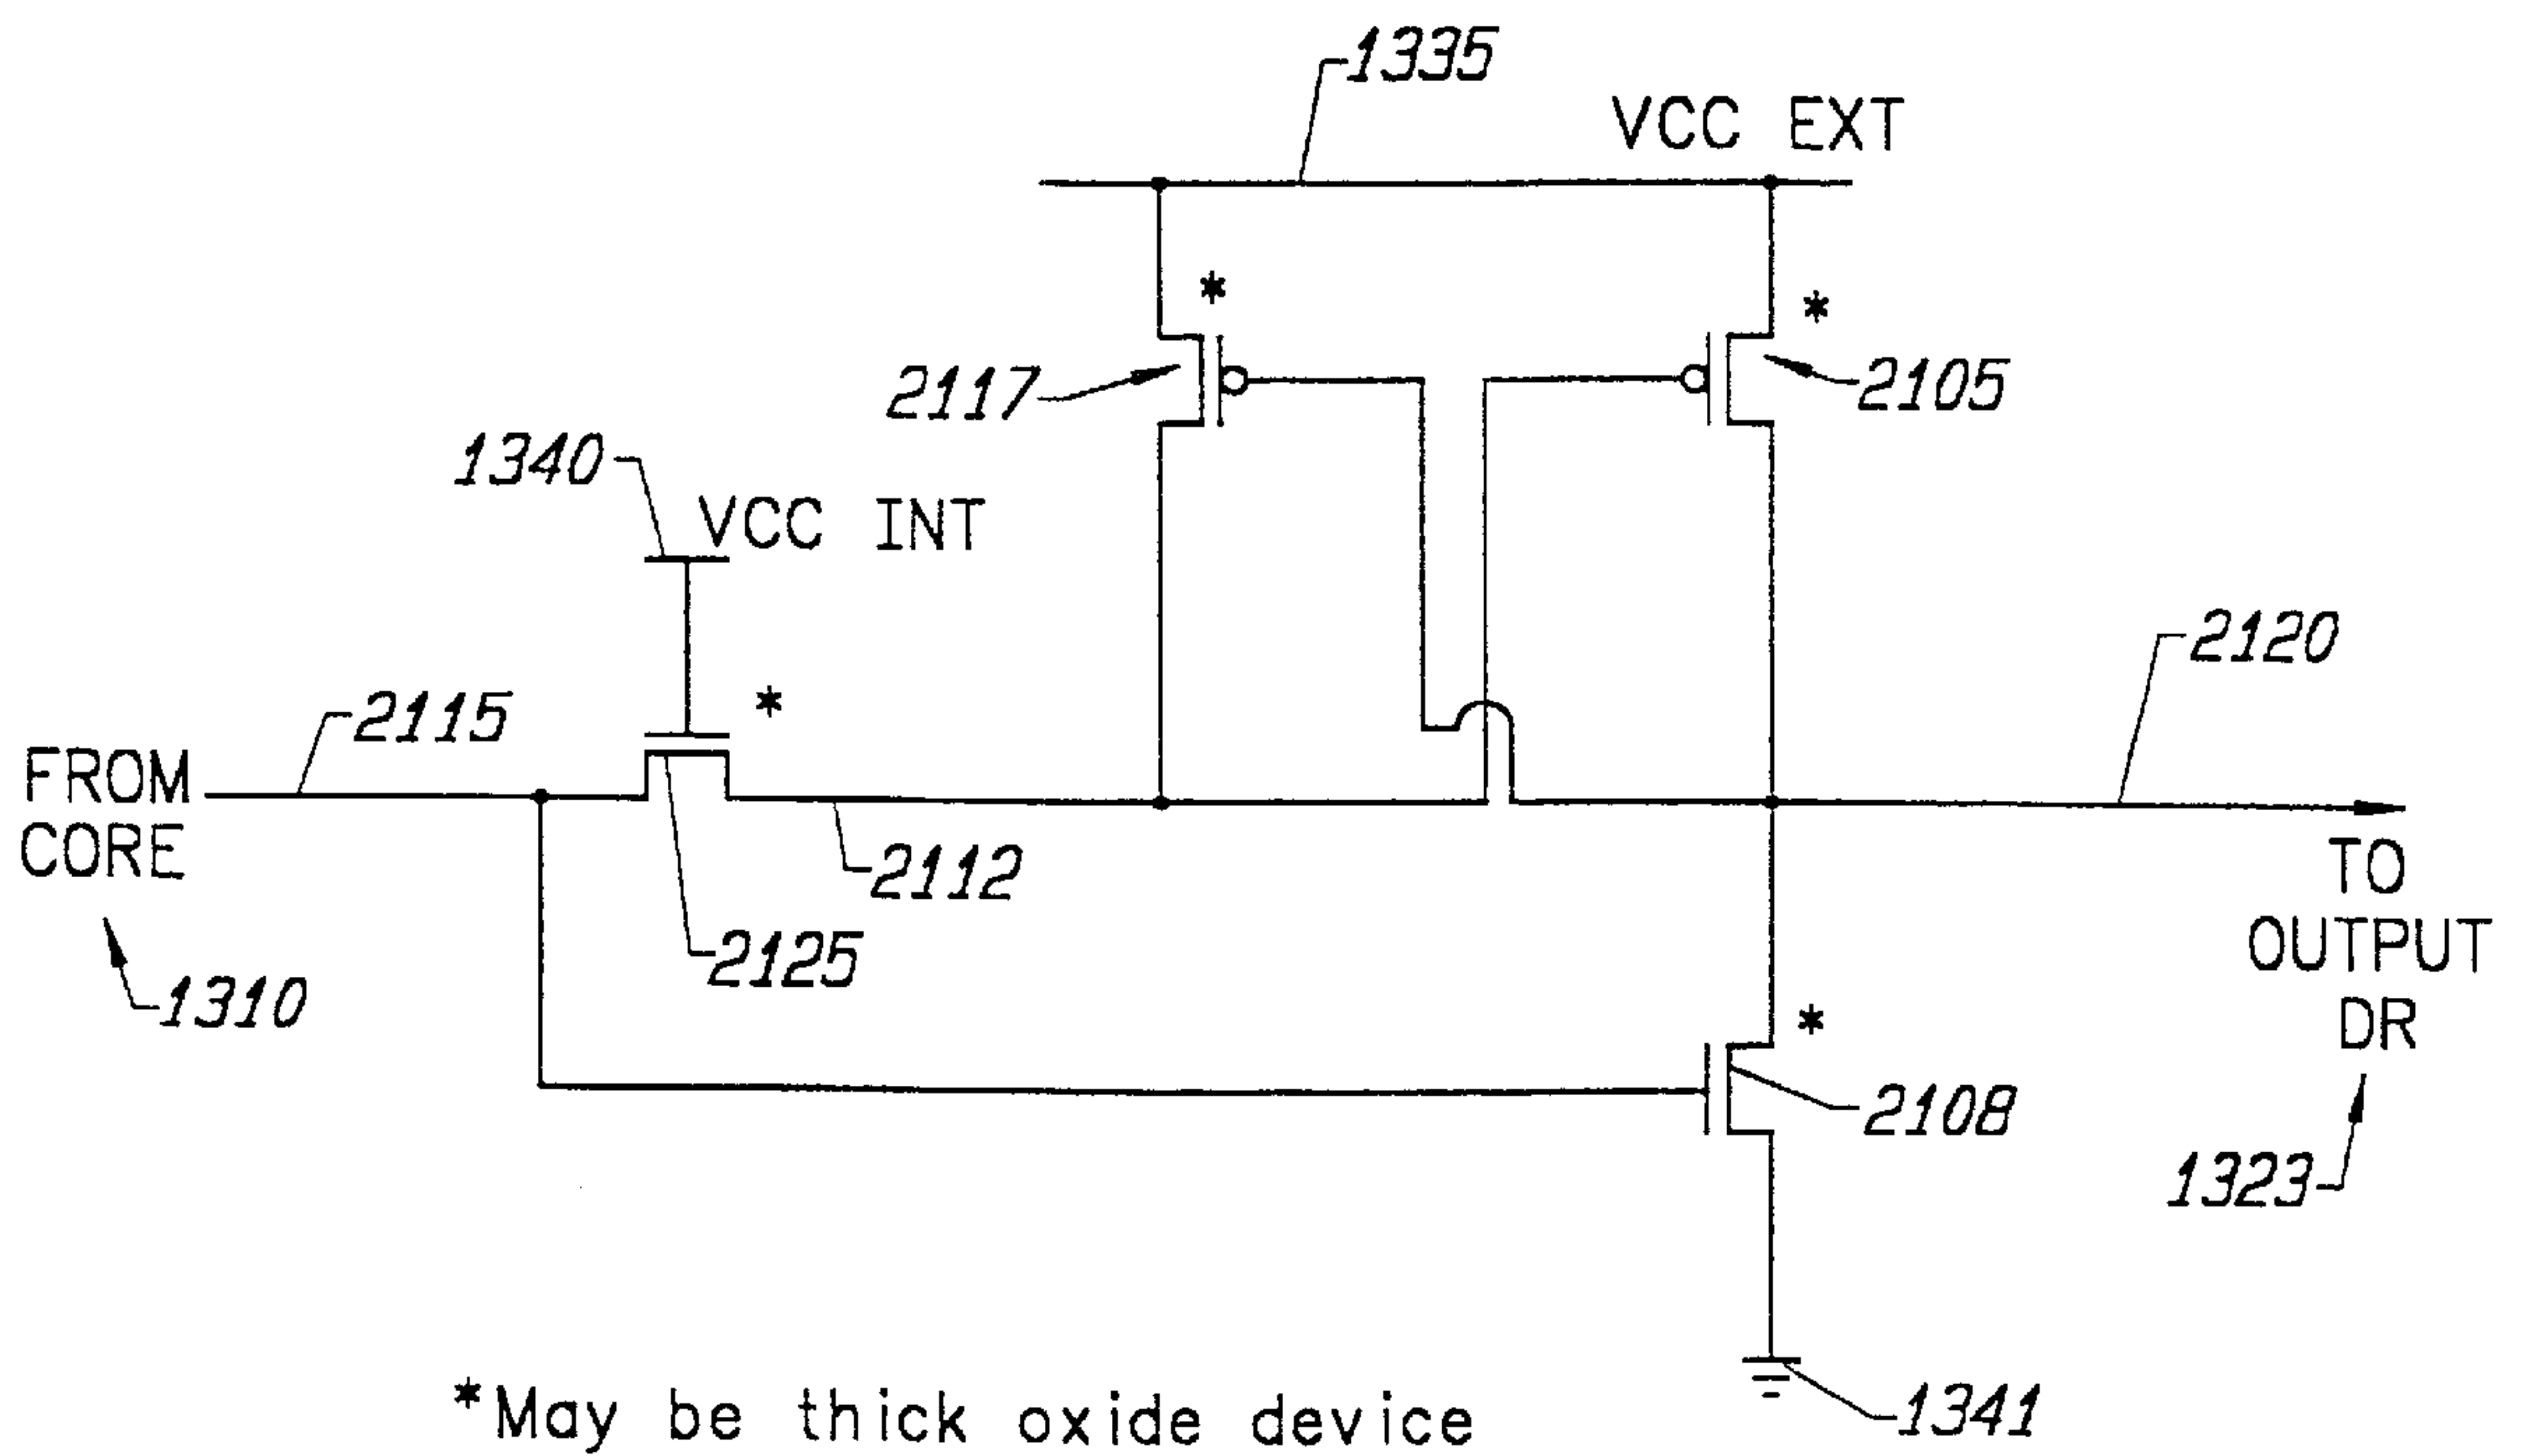 1335
VCC EXT
*
*
2117
2105
1340
VCC INT
2120
2115
*
FROM
CORE
2112
TO
OUTPUT
DR
2125
1310
*
2108
1323
1341
*May be thick oxide device